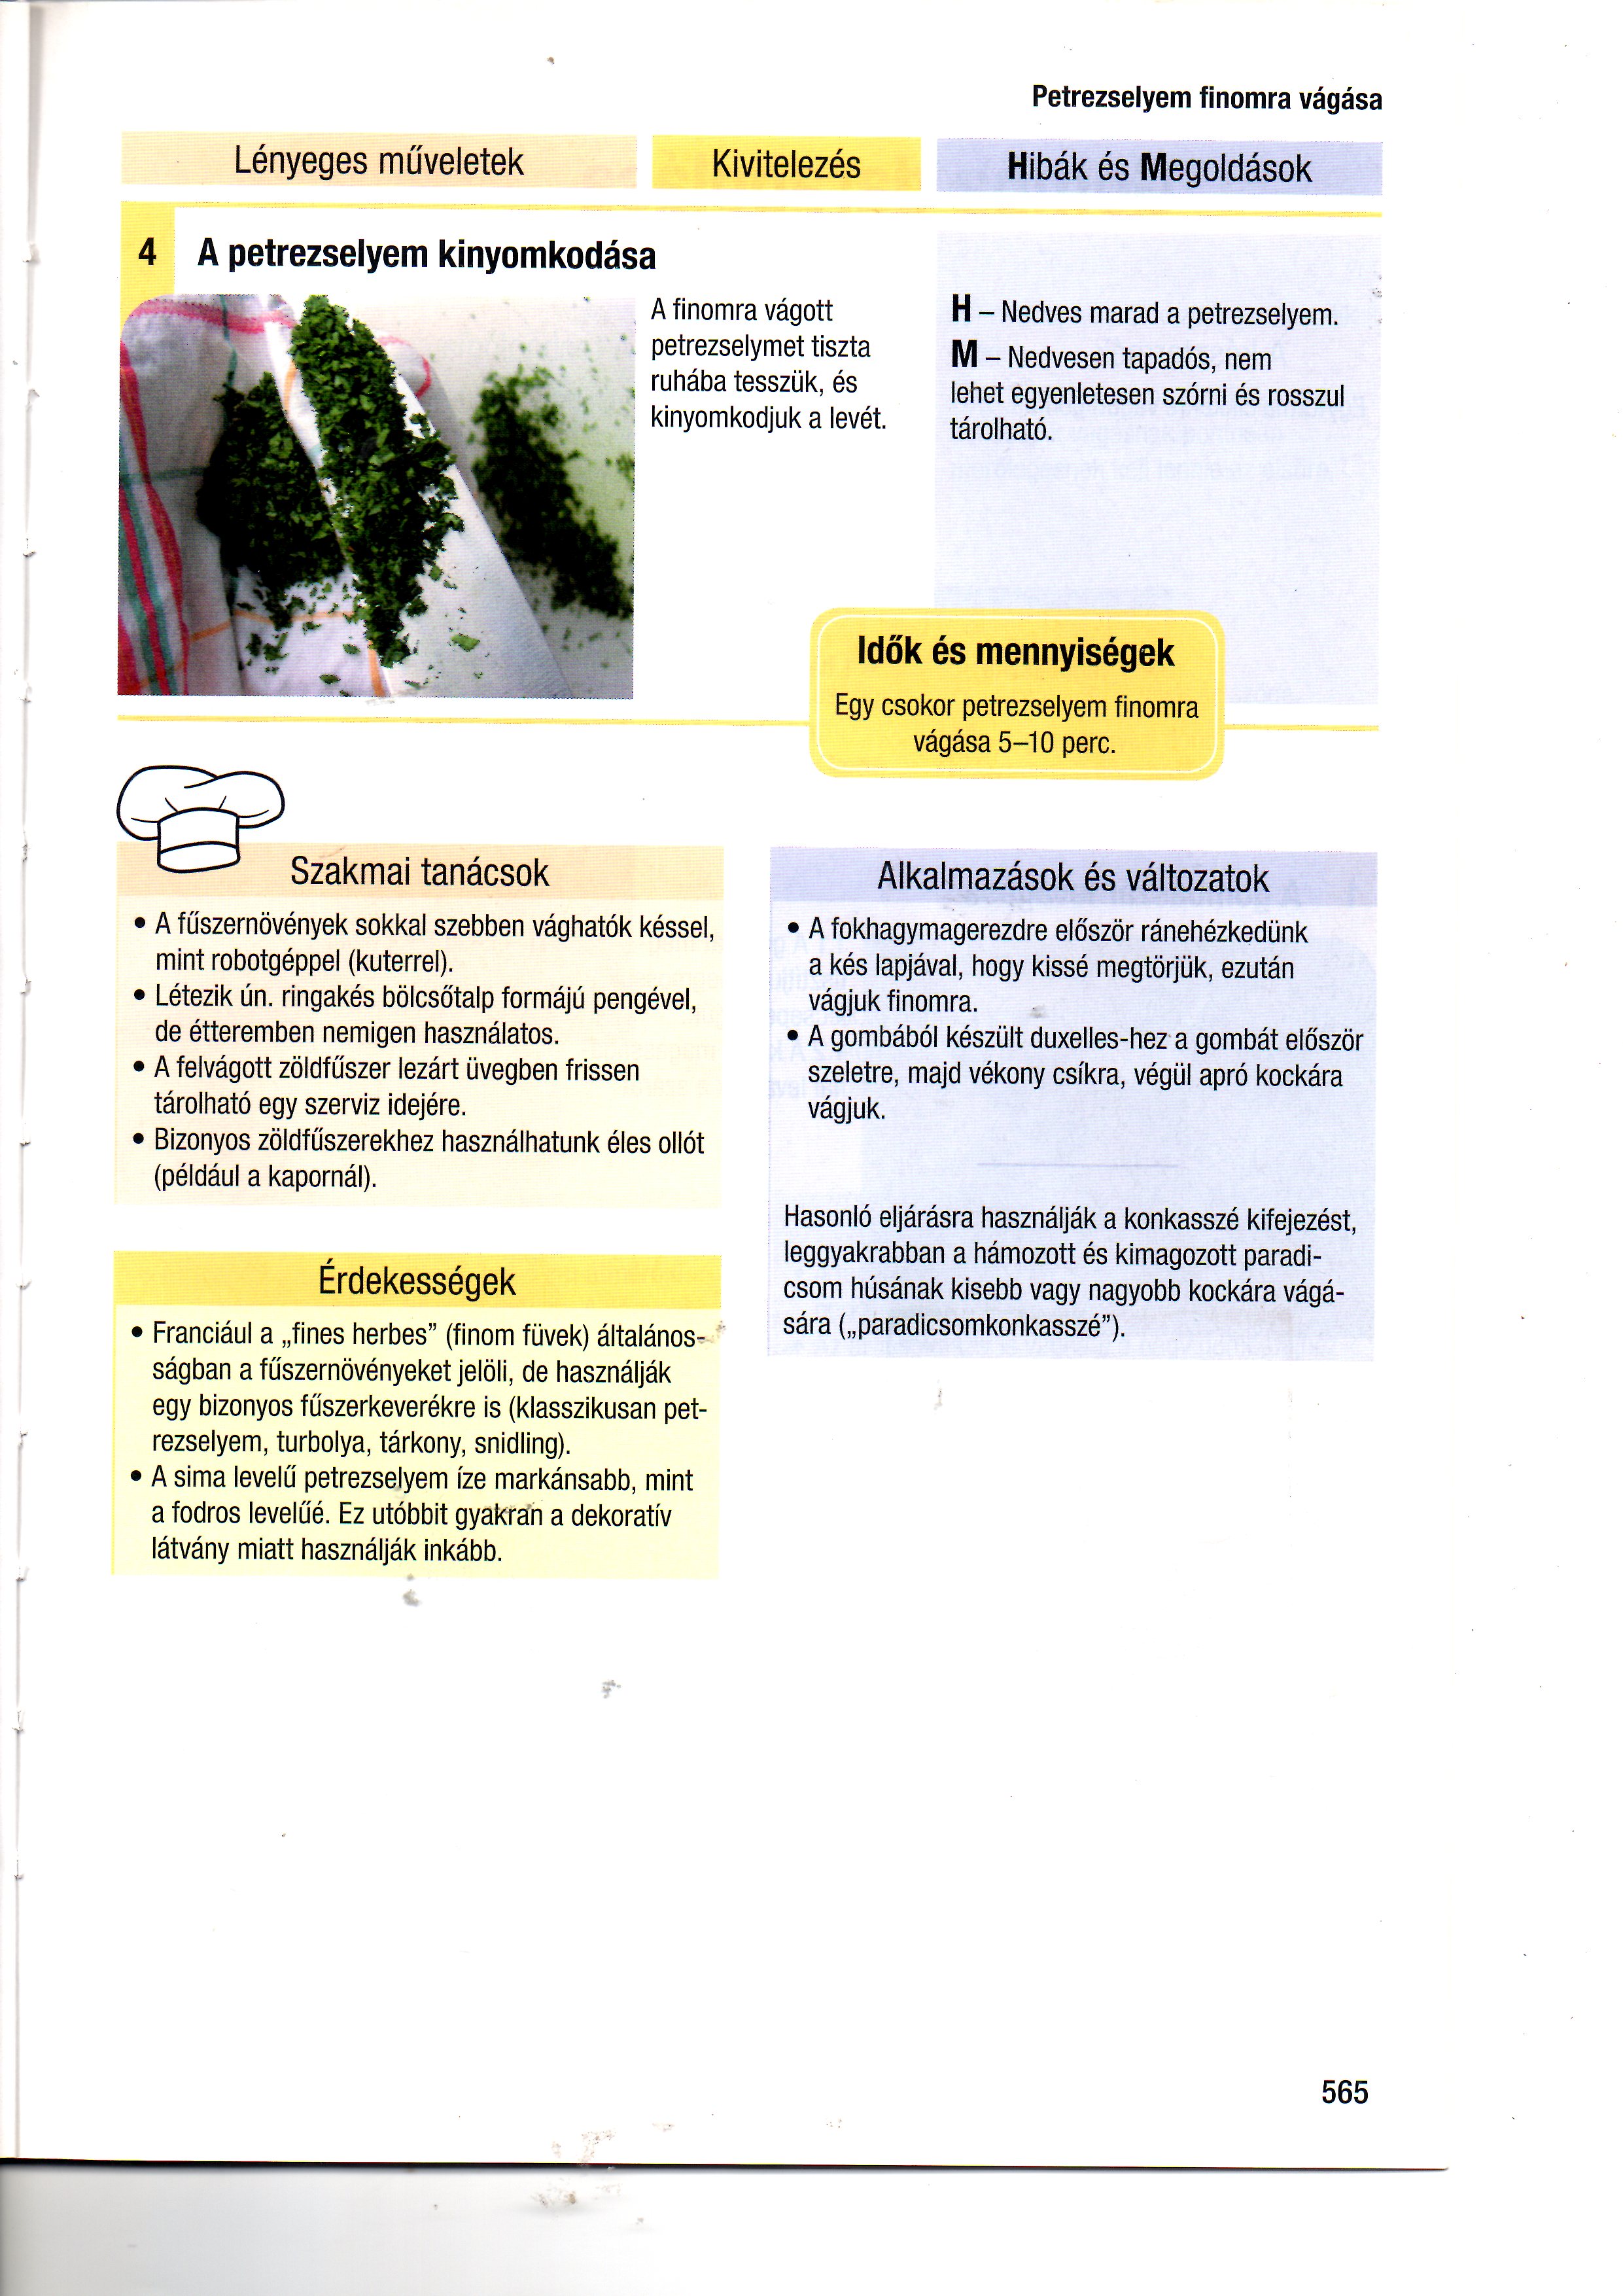 Petrezselyem finomra vágása
Lényeges műveletek
Kivitelezés
Hibák és Megoldások
4 A petrezselyem kinyomkodása
A finomra vágott
petrezselymet tiszta
ruhába tesszük, és
kinyomkodjuk a levét.
H – Nedves marad a petrezselyem.
M – Nedvesen tapadós, nem
lehet egyenletesen szórni és rosszul
tárolható.
Idők és mennyiségek
Egy csokor petrezselyem finomra
vágása 5–10 perc.
Szakmai tanácsok
• A fűszernövények sokkal szebben vághatók késsel,
mint robotgéppel (kuterrel).
• Létezik ún. ringakés bölcsőtalp formájú pengével,
de étteremben nemigen használatos.
• A felvágott zöldfűszer lezárt üvegben frissen
tárolható egy szerviz idejére.
• Bizonyos zöldfűszerekhez használhatunk éles ollót
(például a kapornál).
Érdekességek
• Franciául a „fines herbes” (finom füvek) általános-
ságban a fűszernövényeket jelöli, de használják
egy bizonyos fűszerkeverékre is (klasszikusan pet-
rezselyem, turbolya, tárkony, snidling).
• A sima levelű petrezselyem íze markánsabb, mint
a fodros levelűé. Ez utóbbit gyakran a dekoratív
látvány miatt használják inkább.
Alkalmazások és változatok
• A fokhagymagerezdre először ránehézkedünk
a kés lapjával, hogy kissé megtörjük, ezután
vágjuk finomra.
• A gombából készült duxelles-hez a gombát először
szeletre, majd vékony csíkra, végül apró kockára
vágjuk.
Hasonló eljárásra használják a konkasszé kifejezést,
leggyakrabban a hámozott és kimagozott paradi-
csom húsának kisebb vagy nagyobb kockára vágá-
sára („paradicsomkonkasszé”).
565